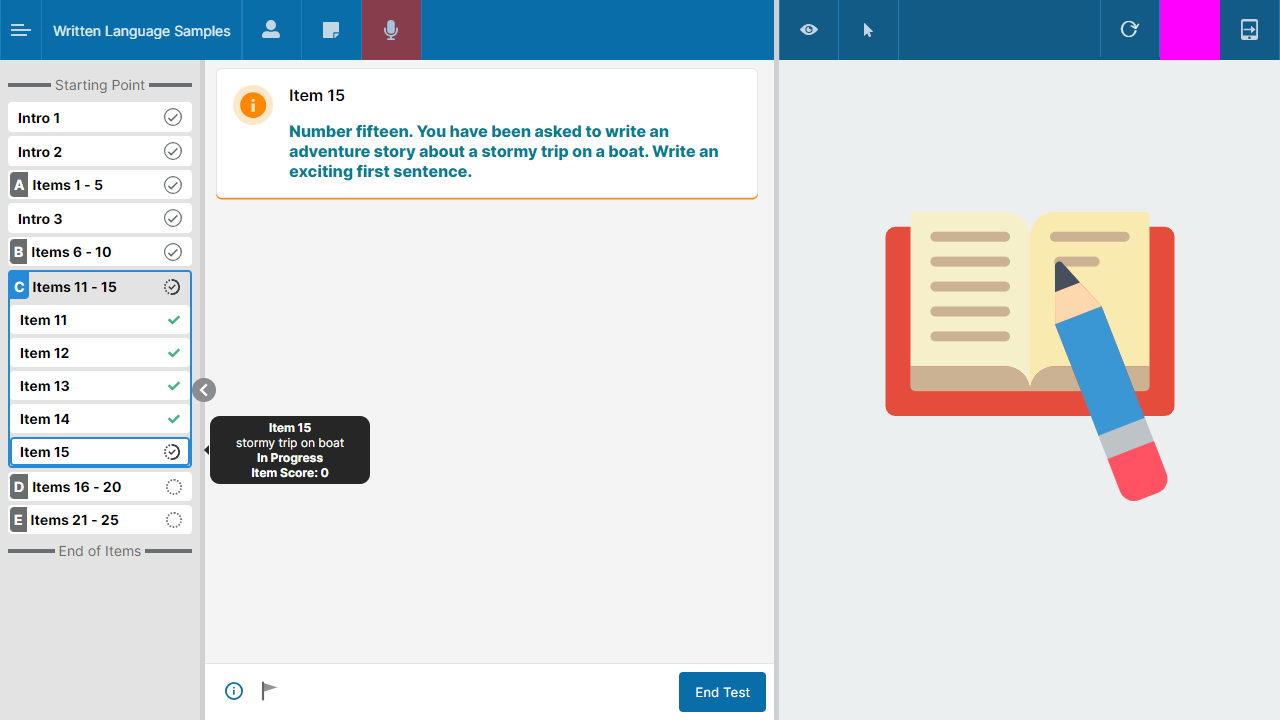 Written Language Samples
Starting Point
Intro 1
Intro 2
A Items 1 - 5
Intro 3
B Items 6 - 10
C Items 11 - 15
Item 11
Item 12
Item 13
Item 14
Item 15
D Items 16 - 20
E Items 21 - 25
End of Items
Item 15
Number fifteen. You have been asked to write an
adventure story about a stormy trip on a boat. Write an
exciting first sentence.
Item 15
stormy trip on boat
In Progress
Item Score: 0
End Test